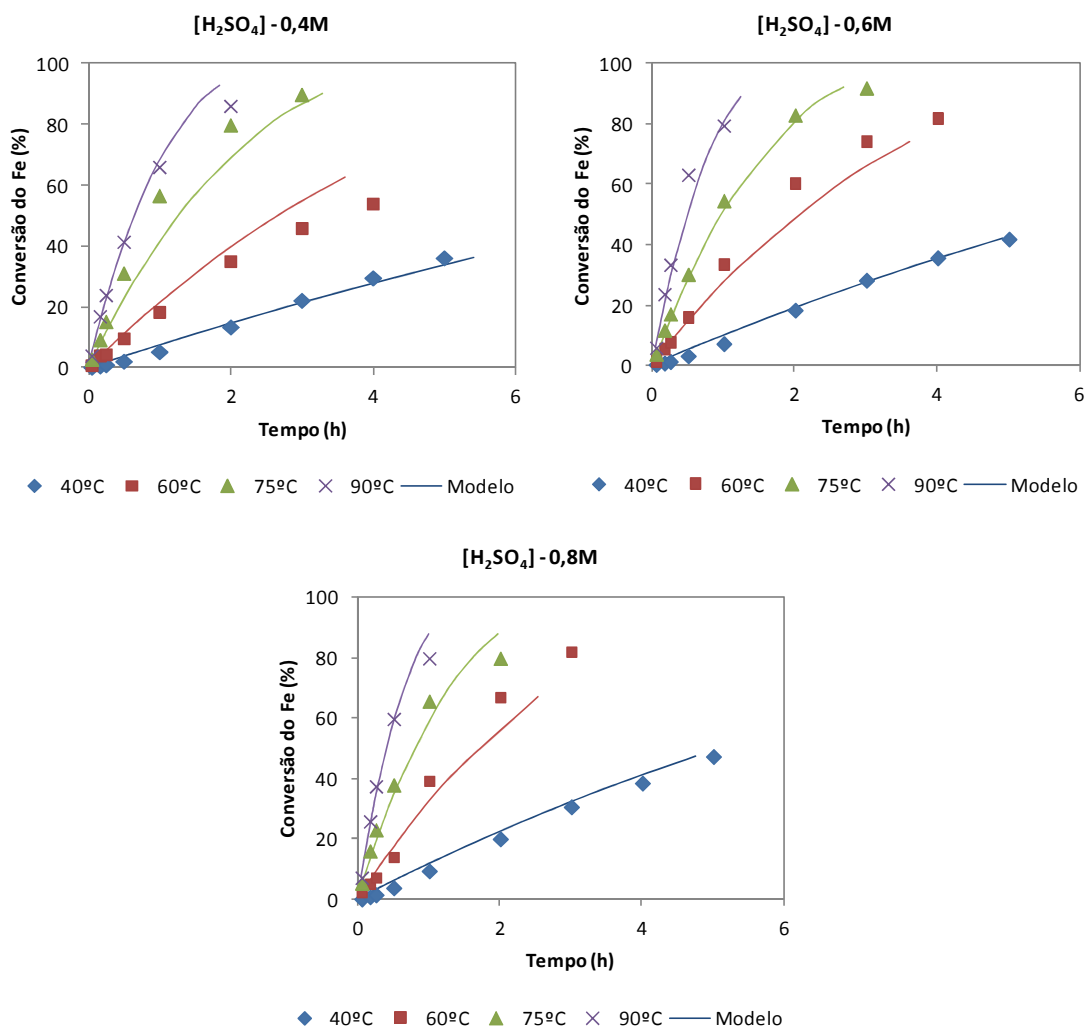 [H₂SO₄] - 0,4M
Conversão do Fe (%)
100
80
60
40
20
0
0 2 4 6
Tempo (h)
40ºC 60ºC 75ºC 90ºC Modelo
[H₂SO₄] - 0,6M
Conversão do Fe (%)
100
80
60
40
20
0
0 2 4 6
Tempo (h)
40ºC 60ºC 75ºC 90ºC Modelo
[H₂SO₄] - 0,8M
Conversão do Fe (%)
100
80
60
40
20
0
0 2 4 6
Tempo (h)
40ºC 60ºC 75ºC 90ºC Modelo